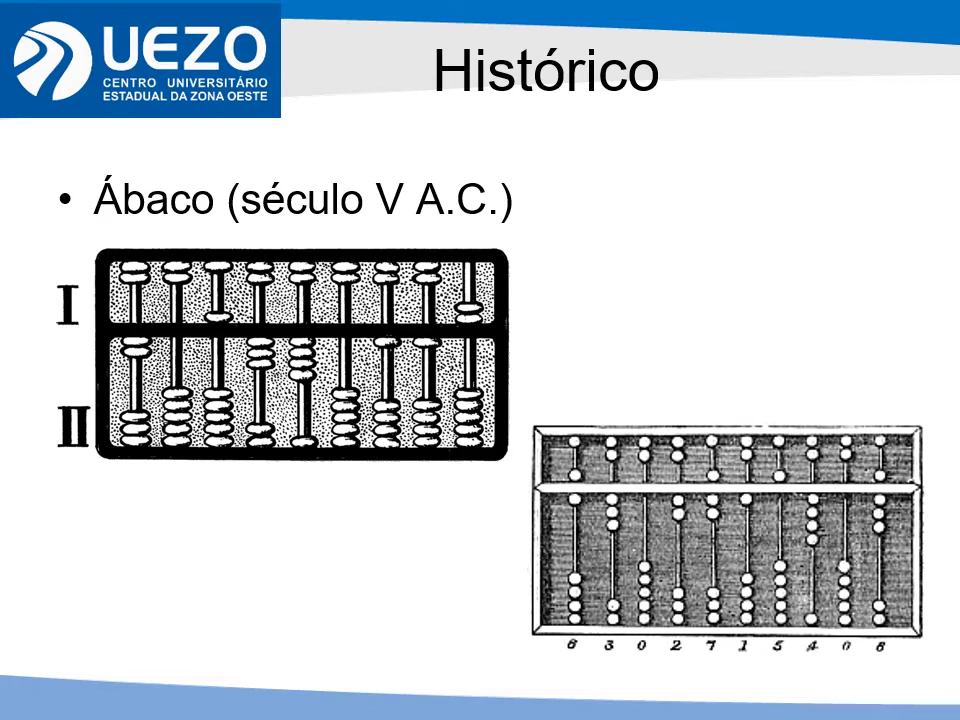 UEZO
CENTRO UNIVERSITÁRIO
ESTADUAL DA ZONA OESTE
Histórico
• Ábaco (século V A.C.)
I
II
6 3 0 2 7 1 5 4 0 8